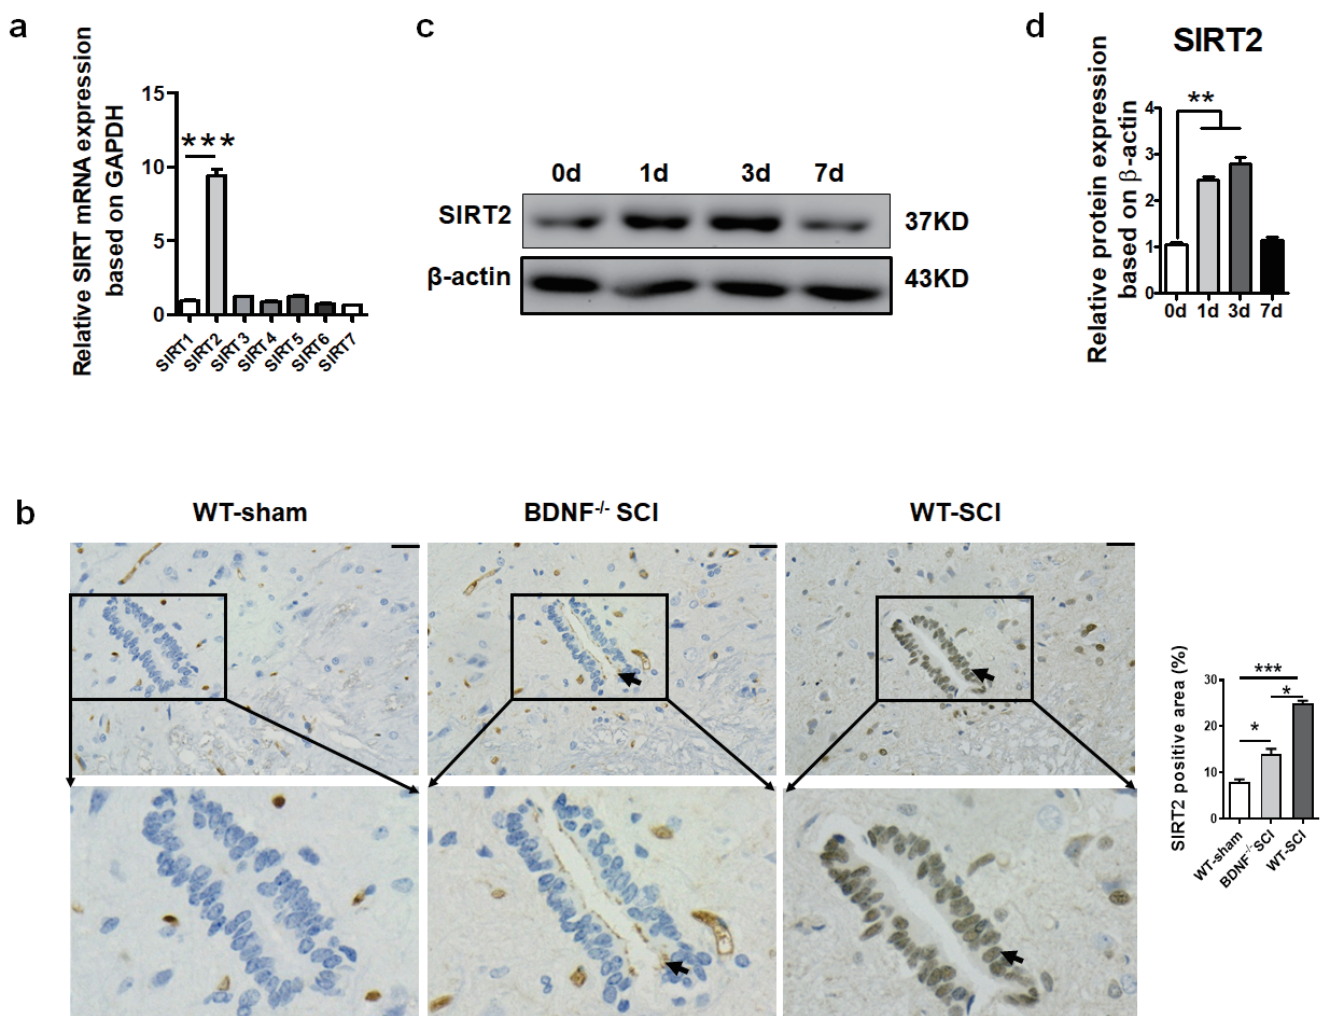 a
Relative SIRT mRNA expression
based on GAPDH
15
10
5
0
***
SIRT1
SIRT2
SIRT3
SIRT4
SIRT5
SIRT6
SIRT7
c
0d 1d 3d 7d
SIRT2 37KD
β-actin 43KD
d
SIRT2
Relative protein expression
based on β-actin
4
3
2
1
0
**
0d 1d 3d 7d
b
WT-sham BDNF-/- SCI WT-SCI
SIRT2 positive area (%)
30
20
10
0
***
*
*
WT-sham
BDNF-/- SCI
WT-SCI